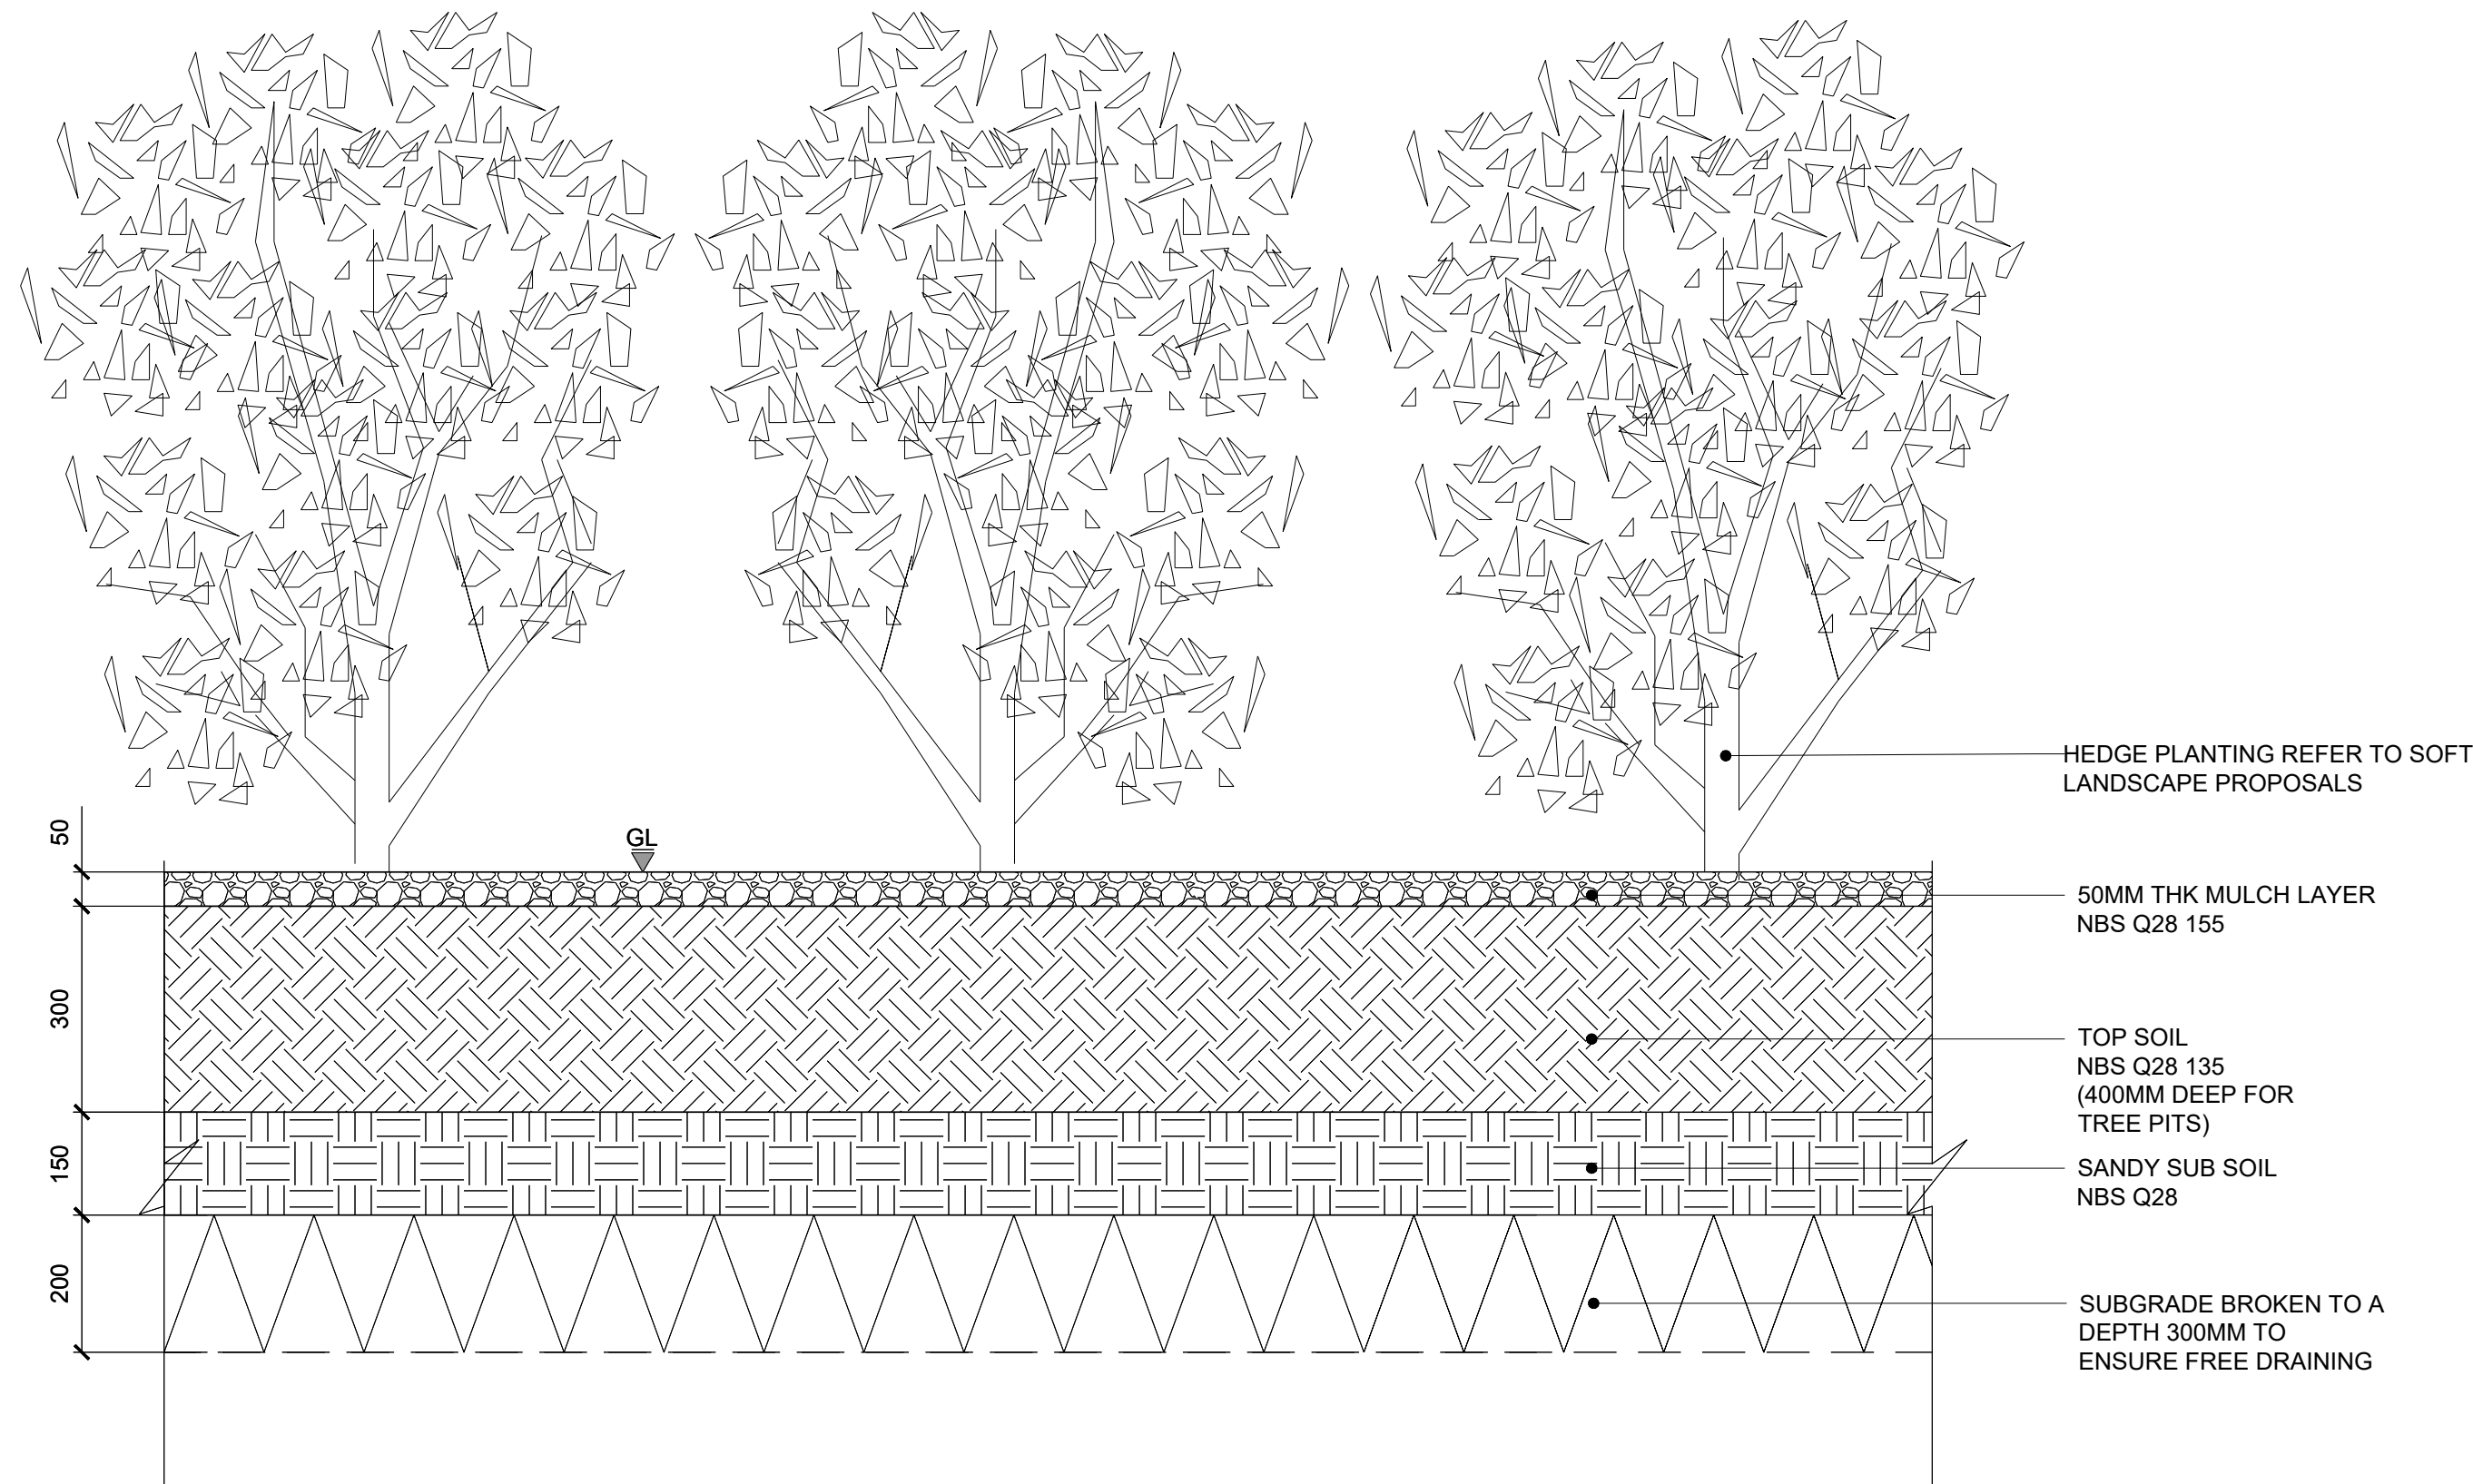 HEDGE PLANTING REFER TO SOFT
LANDSCAPE PROPOSALS
50
GL
50MM THK MULCH LAYER
NBS Q28 155
300
TOP SOIL
NBS Q28 135
(400MM DEEP FOR
TREE PITS)
150
SANDY SUB SOIL
NBS Q28
200
SUBGRADE BROKEN TO A
DEPTH 300MM TO
ENSURE FREE DRAINING